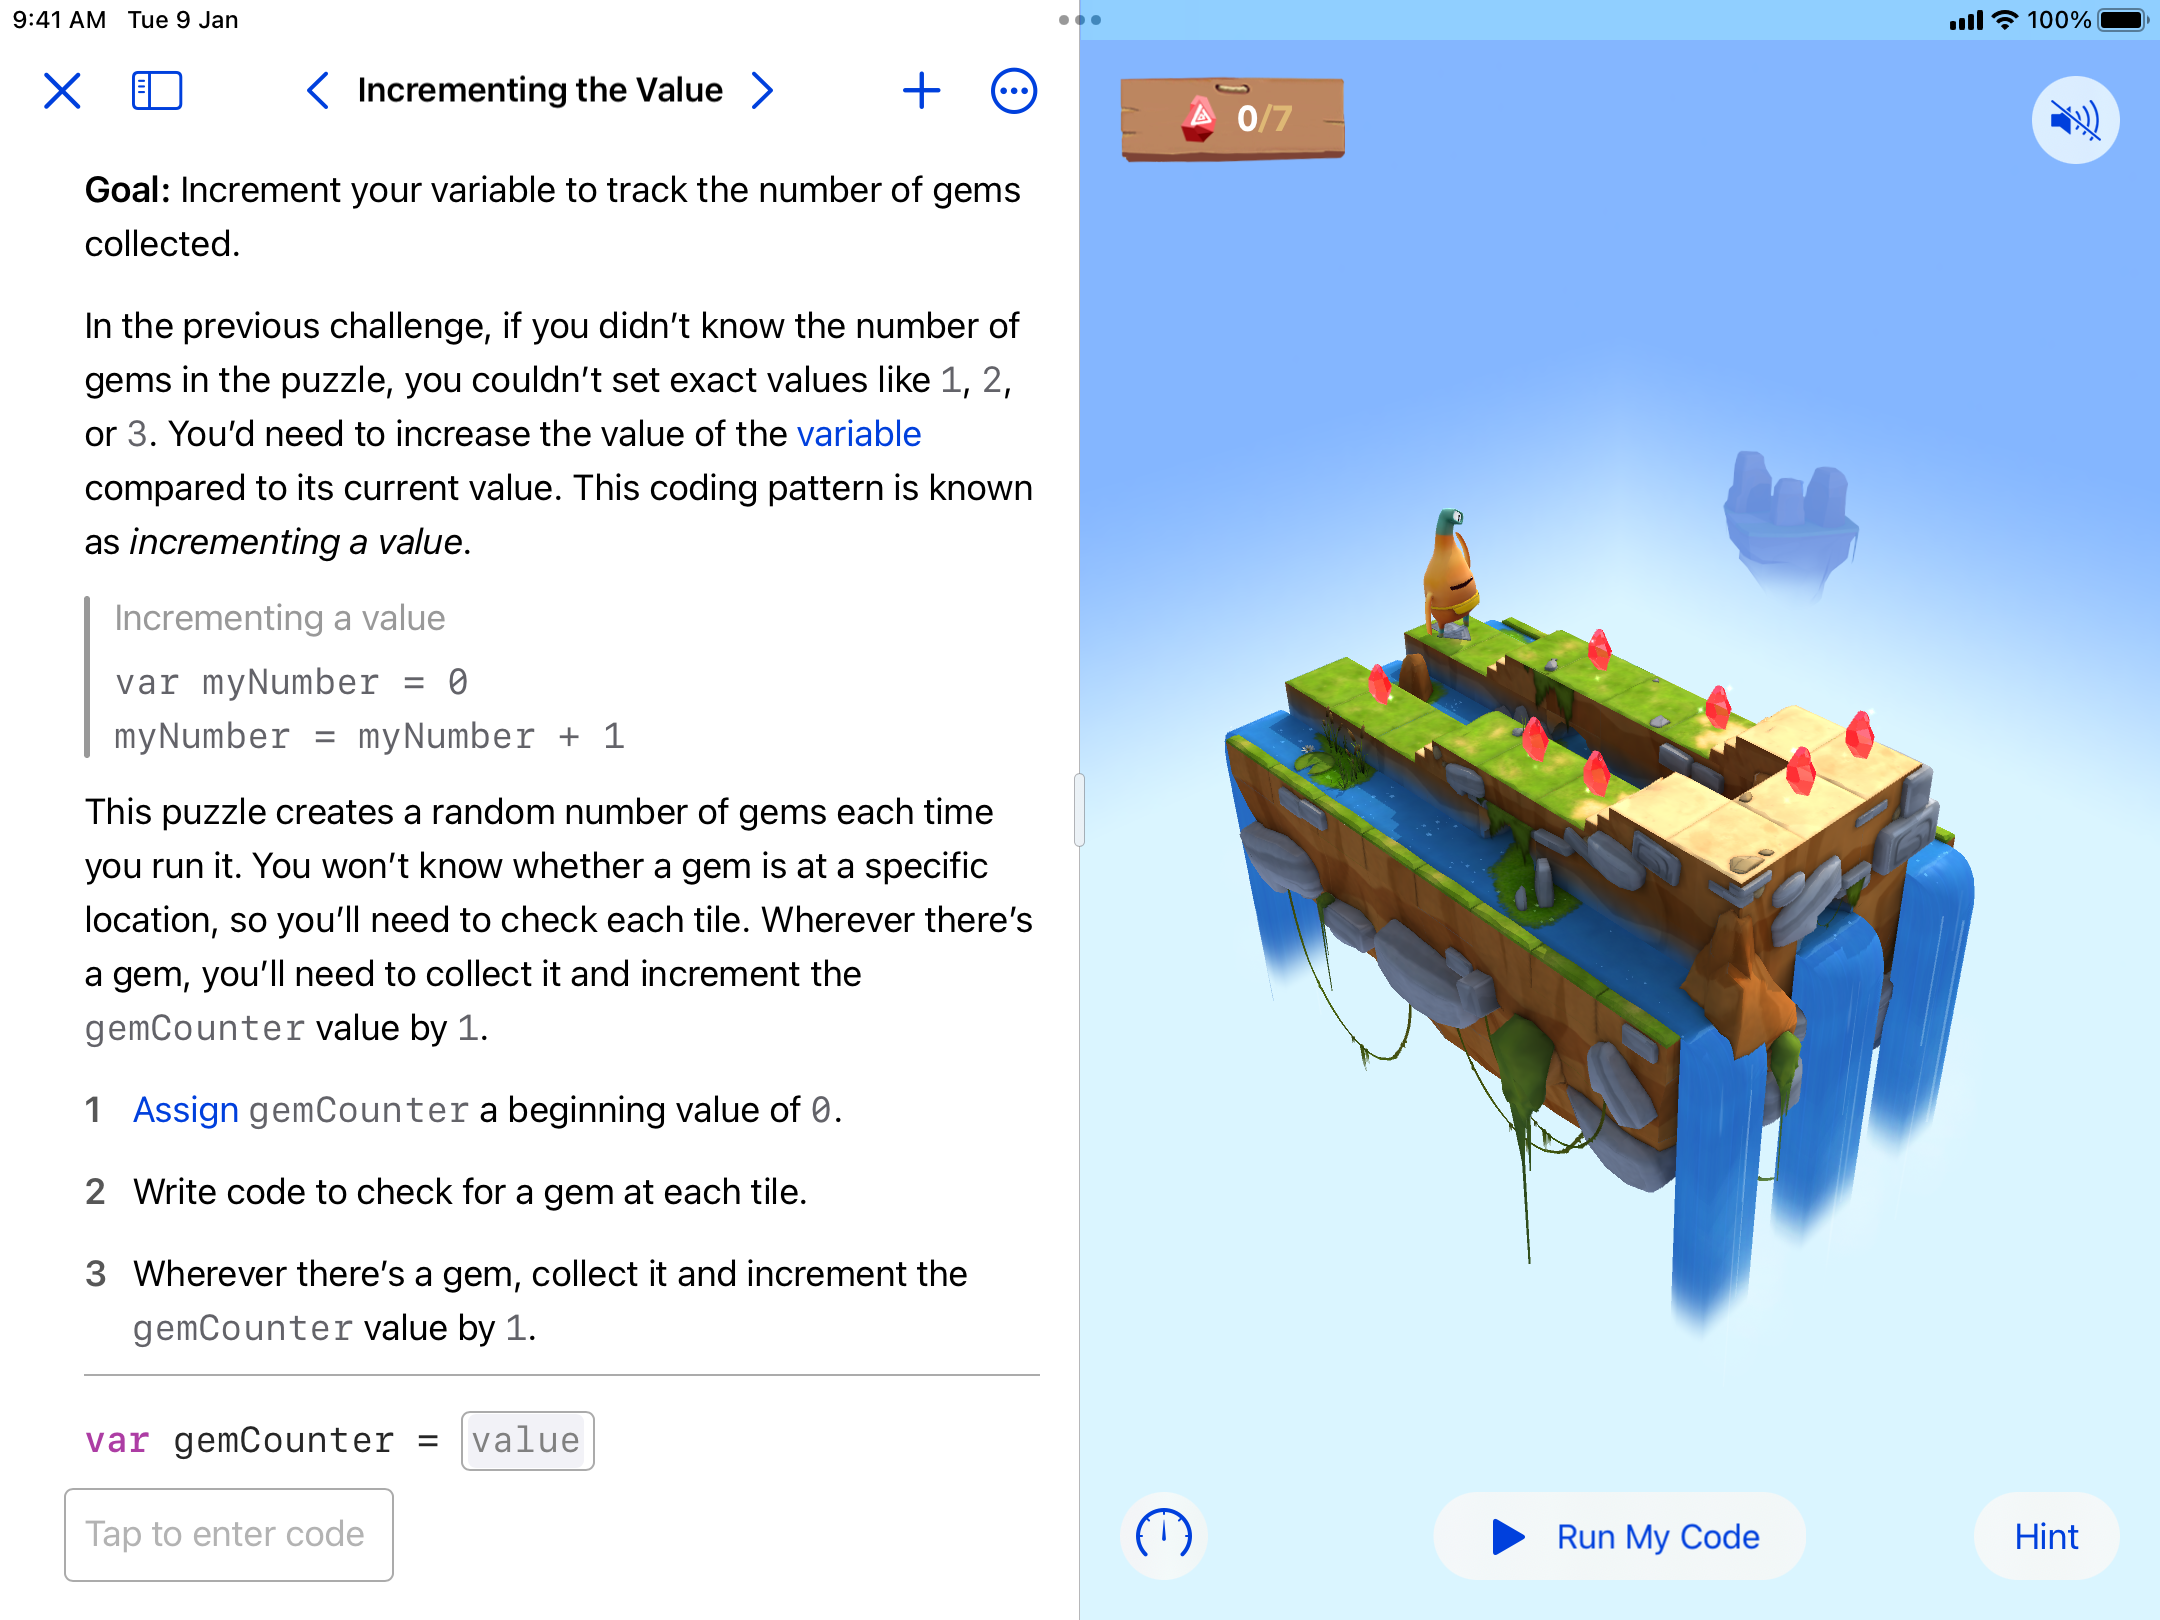 9:41 AM Tue 9 Jan
100%
Incrementing the Value
Goal: Increment your variable to track the number of gems
collected.
In the previous challenge, if you didn’t know the number of
gems in the puzzle, you couldn’t set exact values like 1, 2,
or 3. You’d need to increase the value of the variable
compared to its current value. This coding pattern is known
as incrementing a value.
Incrementing a value
var myNumber = 0
myNumber = myNumber + 1
This puzzle creates a random number of gems each time
you run it. You won’t know whether a gem is at a specific
location, so you’ll need to check each tile. Wherever there’s
a gem, you’ll need to collect it and increment the
gemCounter value by 1.
1 Assign gemCounter a beginning value of 0.
2 Write code to check for a gem at each tile.
3 Wherever there’s a gem, collect it and increment the
gemCounter value by 1.
var gemCounter = value
Tap to enter code
0/7
Run My Code
Hint